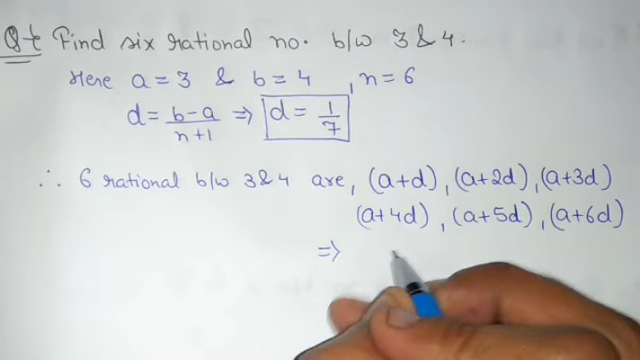 Q Find six rational no. b/w 3 & 4.
Here a = 3 & b = 4 , n = 6
d = b-a/n+1 ⇒ d = 1/7
∴ 6 rational b/w 3 & 4 are, (a+d), (a+2d), (a+3d)
(a+4d), (a+5d), (a+6d)
⇒